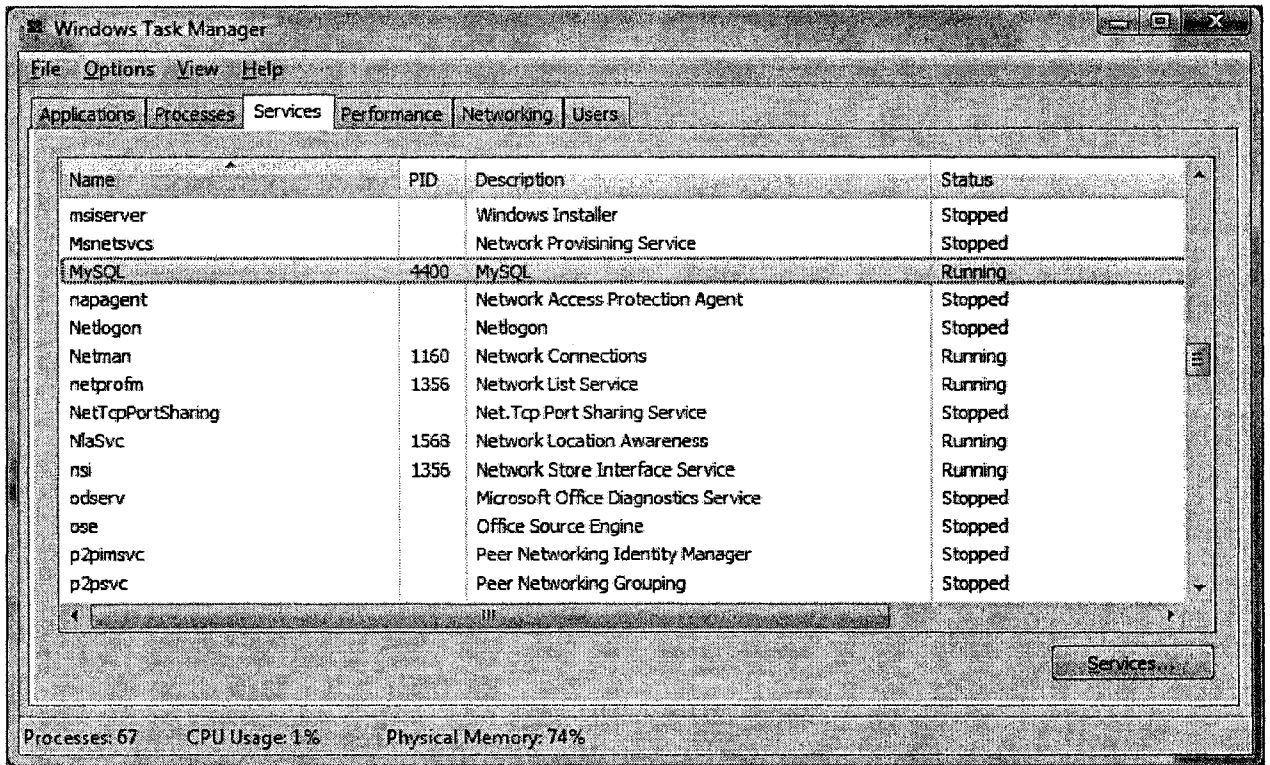 Windows Task Manager
File Options View Help
Applications Processes Services Performance Networking Users
Name PID Description Status
msiserver Windows Installer Stopped
Msnetsvcs Network Provisining Service Stopped
MySQL 4400 MySQL Running
napagent Network Access Protection Agent Stopped
Netlogon Netlogon Stopped
Netman 1160 Network Connections Running
netprofm 1356 Network List Service Running
NetTcpPortSharing Net.Tcp Port Sharing Service Stopped
NlaSvc 1568 Network Location Awareness Running
nsi 1356 Network Store Interface Service Running
odserv Microsoft Office Diagnostics Service Stopped
ose Office Source Engine Stopped
p2pimsvc Peer Networking Identity Manager Stopped
p2psvc Peer Networking Grouping Stopped
Services...
Processes: 67 CPU Usage: 1% Physical Memory: 74%